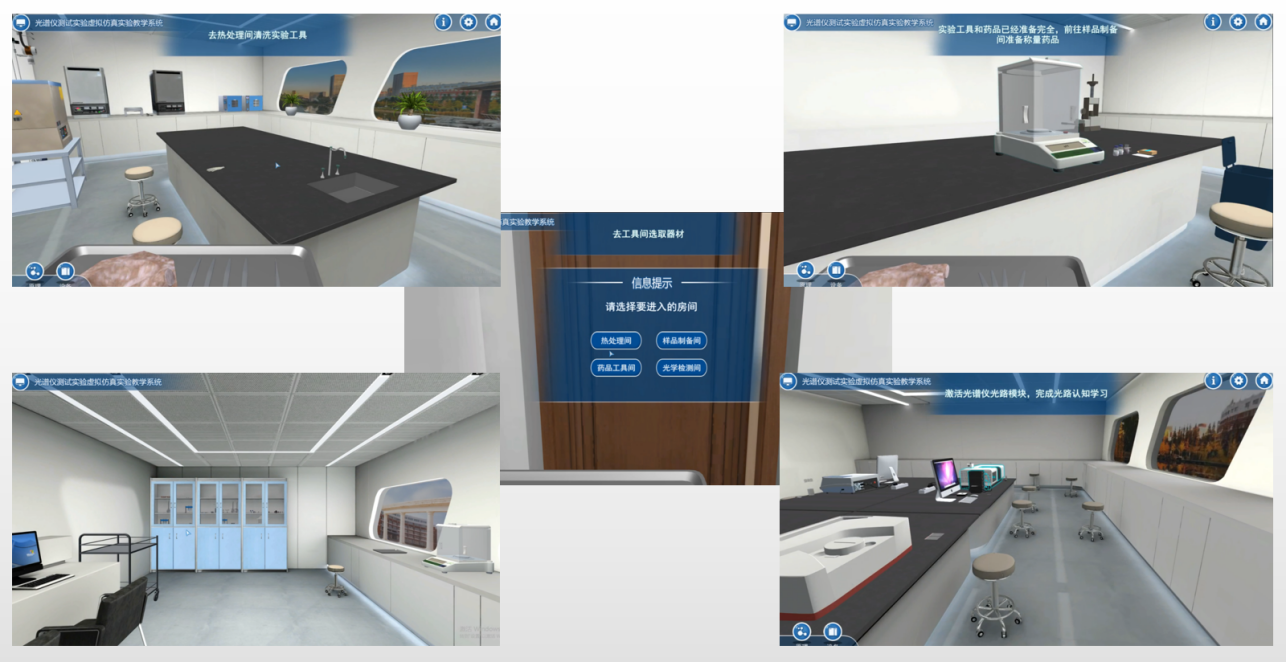 光谱仪测试实验虚拟仿真实验教学系统
去热处理间清洗实验工具
光谱仪测试实验虚拟仿真实验教学系统
实验工具和药品已经准备完全，前往样品制备
间准备称量药品
真实验教学系统
去工具间选取器材
信息提示
请选择要进入的房间
热处理间
样品制备间
药品工具间
光学检测间
光谱仪测试实验虚拟仿真实验教学系统
光谱仪测试实验虚拟仿真实验教学系统
激活光谱仪光路模块，完成光路认知学习